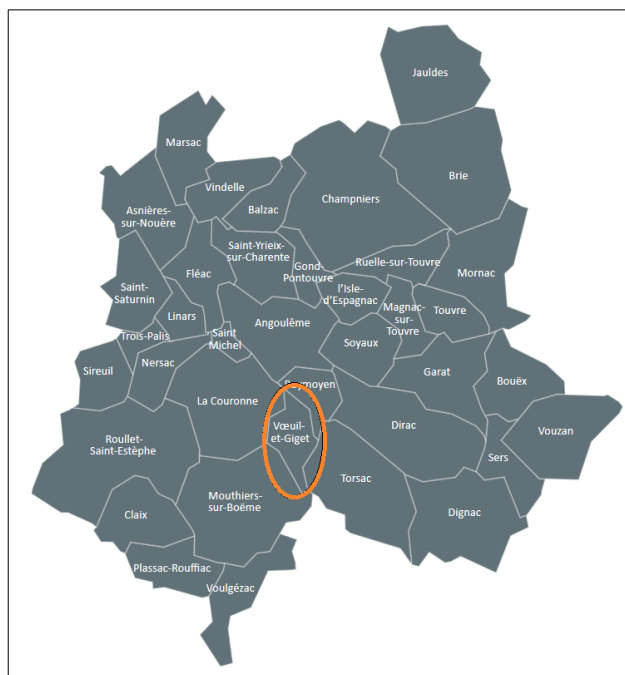 Jauldes
Marsac
Brie
Vindelle
Champniers
Asnières-
sur-Nouère
Balzac
Saint-Yrieix-
sur-Charente
Ruelle-sur-Touvre
Gond-
Pontouvre
Mornac
Fléac
Saint-
Saturnin
l'Isle-
d'Espagnac
Magnac-
sur-
Touvre
Touvre
Linars
Angoulême
Trois-Palis
Saint
Michel
Soyaux
Nersac
Sireuil
Garat
Bouëx
Puymoyen
La Couronne
Vœuil-
et-Giget
Dirac
Vouzan
Roullet-
Saint-Estèphe
Sers
Torsac
Mouthiers-
sur-Boëme
Dignac
Claix
Plassac-Rouffiac
Voulgézac